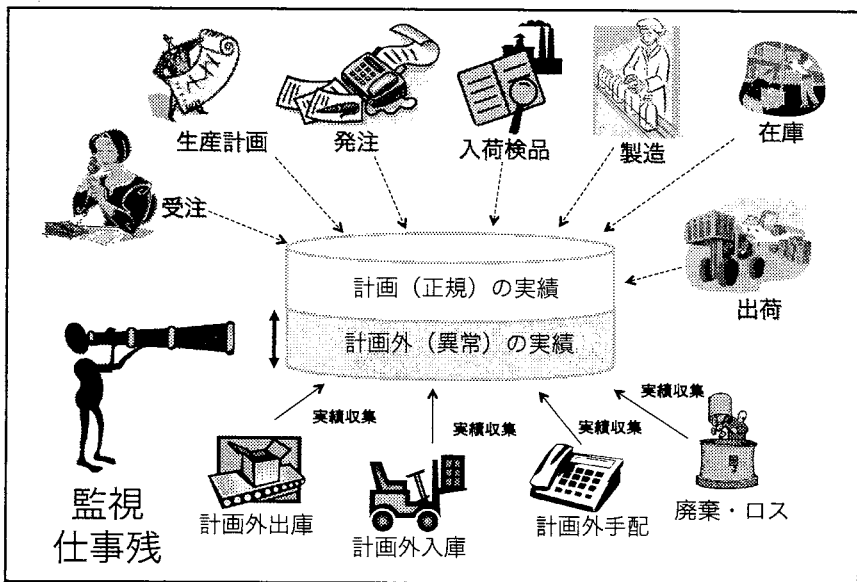 生産計画
発注
入荷検品
製造
在庫
受注
出荷
計画（正規）の実績
計画外（異常）の実績
実績収集
実績収集
実績収集
実績収集
監視
仕事残
計画外出庫
計画外入庫
計画外手配
廃棄・ロス